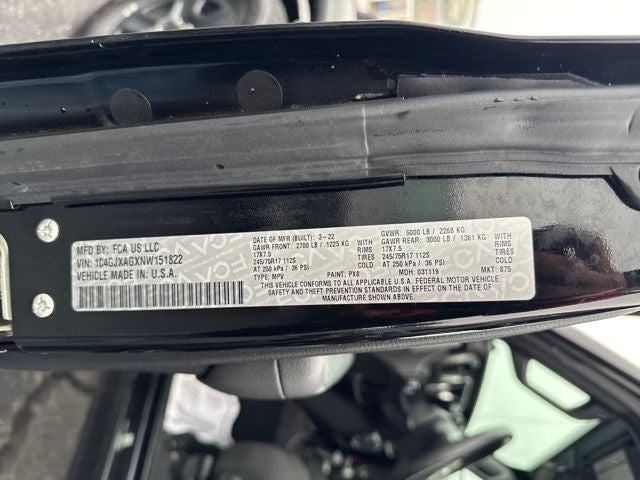 MFD BY: FCA US LLC
VIN: 1C4GJXAGXNW151822
VEHICLE MADE IN U.S.A.
DATE OF MFR (BUILT): 3-22
GAWR FRONT: 2700 LB / 1225 KG
WITH
17X7.5 RIMS
245/75R17 112S TIRES
AT 250 kPa / 36 PSI COLD
GVWR: 5000 LB / 2268 KG
GAWR REAR: 3000 LB / 1361 KG
WITH
17X7.5 RIMS
245/75R17 112S TIRES
AT 250 kPa / 36 PSI COLD
TYPE: MPV PAINT: PX8 MDH: 031119 MKT: 875
THIS VEHICLE CONFORMS TO ALL APPLICABLE U.S.A. FEDERAL MOTOR VEHICLE
SAFETY AND THEFT PREVENTION STANDARDS IN EFFECT ON THE DATE OF
MANUFACTURE SHOWN ABOVE.